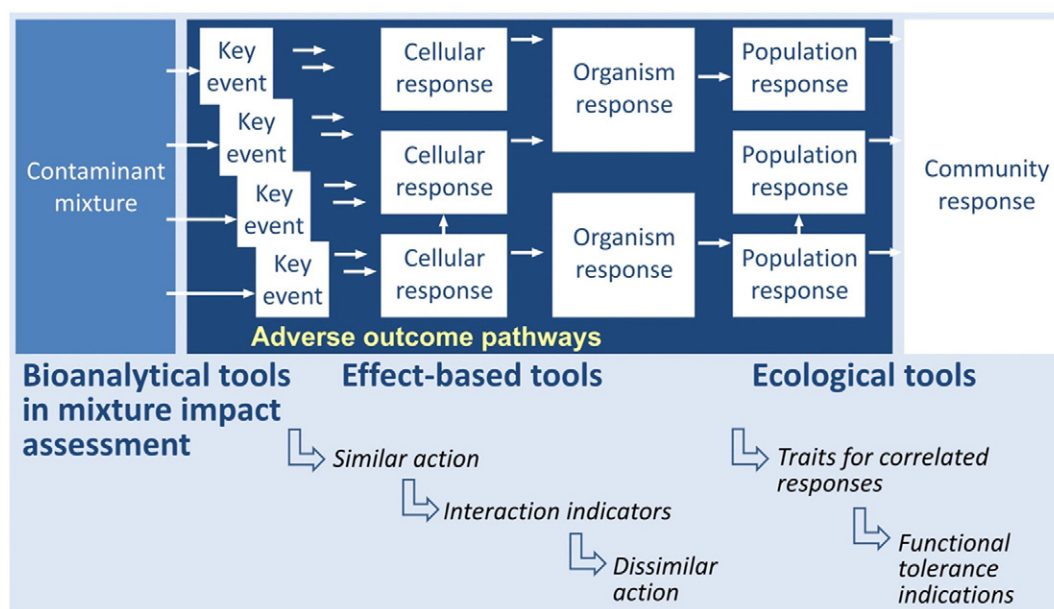 Contaminant
mixture
Key
event
Key
event
Key
event
Key
event
Cellular
response
Cellular
response
Cellular
response
Organism
response
Organism
response
Population
response
Population
response
Population
response
Community
response
Adverse outcome pathways
Bioanalytical tools
in mixture impact
assessment
Effect-based tools
Similar action
Interaction indicators
Dissimilar
action
Ecological tools
Traits for correlated
responses
Functional
tolerance
indications